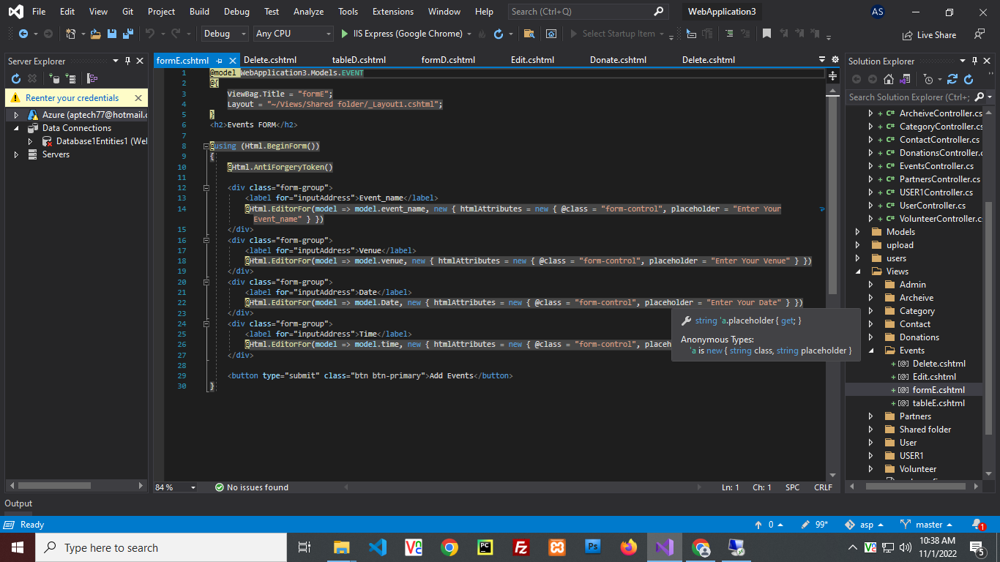 File Edit View Git Project Build Debug Test Analyze Tools Extensions Window Help Search (Ctrl+Q) WebApplication3 AS
Debug Any CPU IIS Express (Google Chrome) Select Startup Item Live Share
Server Explorer
Reenter your credentials
Azure (aptech77@hotmail.c
Data Connections
Database1Entities1 (Wel
Servers
formE.cshtml Delete.cshtml tableD.cshtml formD.cshtml Edit.cshtml Donate.cshtml Delete.cshtml
1 @model WebApplication3.Models.EVENT
2 @{
3 ViewBag.Title = "formE";
4 Layout = "~/Views/Shared folder/_Layout1.cshtml";
5 }
6 <h2>Events FORM</h2>
7
8 @using (Html.BeginForm())
9 {
10 @Html.AntiForgeryToken()
11
12 <div class="form-group">
13 <label for="inputAddress">Event_name</label>
14 @Html.EditorFor(model => model.event_name, new { htmlAttributes = new { @class = "form-control", placeholder = "Enter Your
Event_name" } })
15 </div>
16 <div class="form-group">
17 <label for="inputAddress">Venue</label>
18 @Html.EditorFor(model => model.venue, new { htmlAttributes = new { @class = "form-control", placeholder = "Enter Your Venue" } })
19 </div>
20 <div class="form-group">
21 <label for="inputAddress">Date</label>
22 @Html.EditorFor(model => model.Date, new { htmlAttributes = new { @class = "form-control", placeholder = "Enter Your Date" } })
23 </div>
24 <div class="form-group">
25 <label for="inputAddress">Time</label>
26 @Html.EditorFor(model => model.time, new { htmlAttributes = new { @class = "form-control", placeh
27 </div>
28
29 <button type="submit" class="btn btn-primary">Add Events</button>
30 }
string 'a.placeholder { get; }
Anonymous Types:
'a is new { string class, string placeholder }
84 % No issues found Ln: 1 Ch: 1 SPC CRLF
Solution Explorer
Search Solution Explorer (Ctrl+;
C# ArcheiveController.cs
C# CategoryController.cs
C# ContactController.cs
C# DonationsController.c
C# EventsController.cs
C# PartnersController.cs
C# USER1Controller.cs
C# UserController.cs
C# VolunteerController.c
Models
upload
users
Views
Admin
Archeive
Category
Contact
Donations
Events
Delete.cshtml
Edit.cshtml
formE.cshtml
tableE.cshtml
Partners
Shared folder
User
USER1
Volunteer
Output
Ready 0 99* asp master 1
Type here to search
10:38 AM
11/1/2022
5